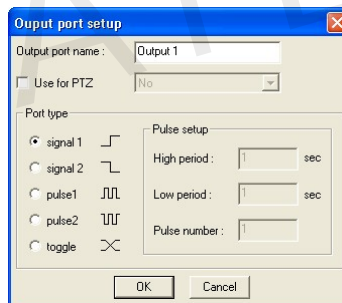 Ouput port setup
Output port name : Output 1
Use for PTZ No
Port type
signal 1
signal 2
pulse1
pulse2
toggle
Pulse setup
High period : 1 sec
Low period : 1 sec
Pulse number : 1
OK Cancel